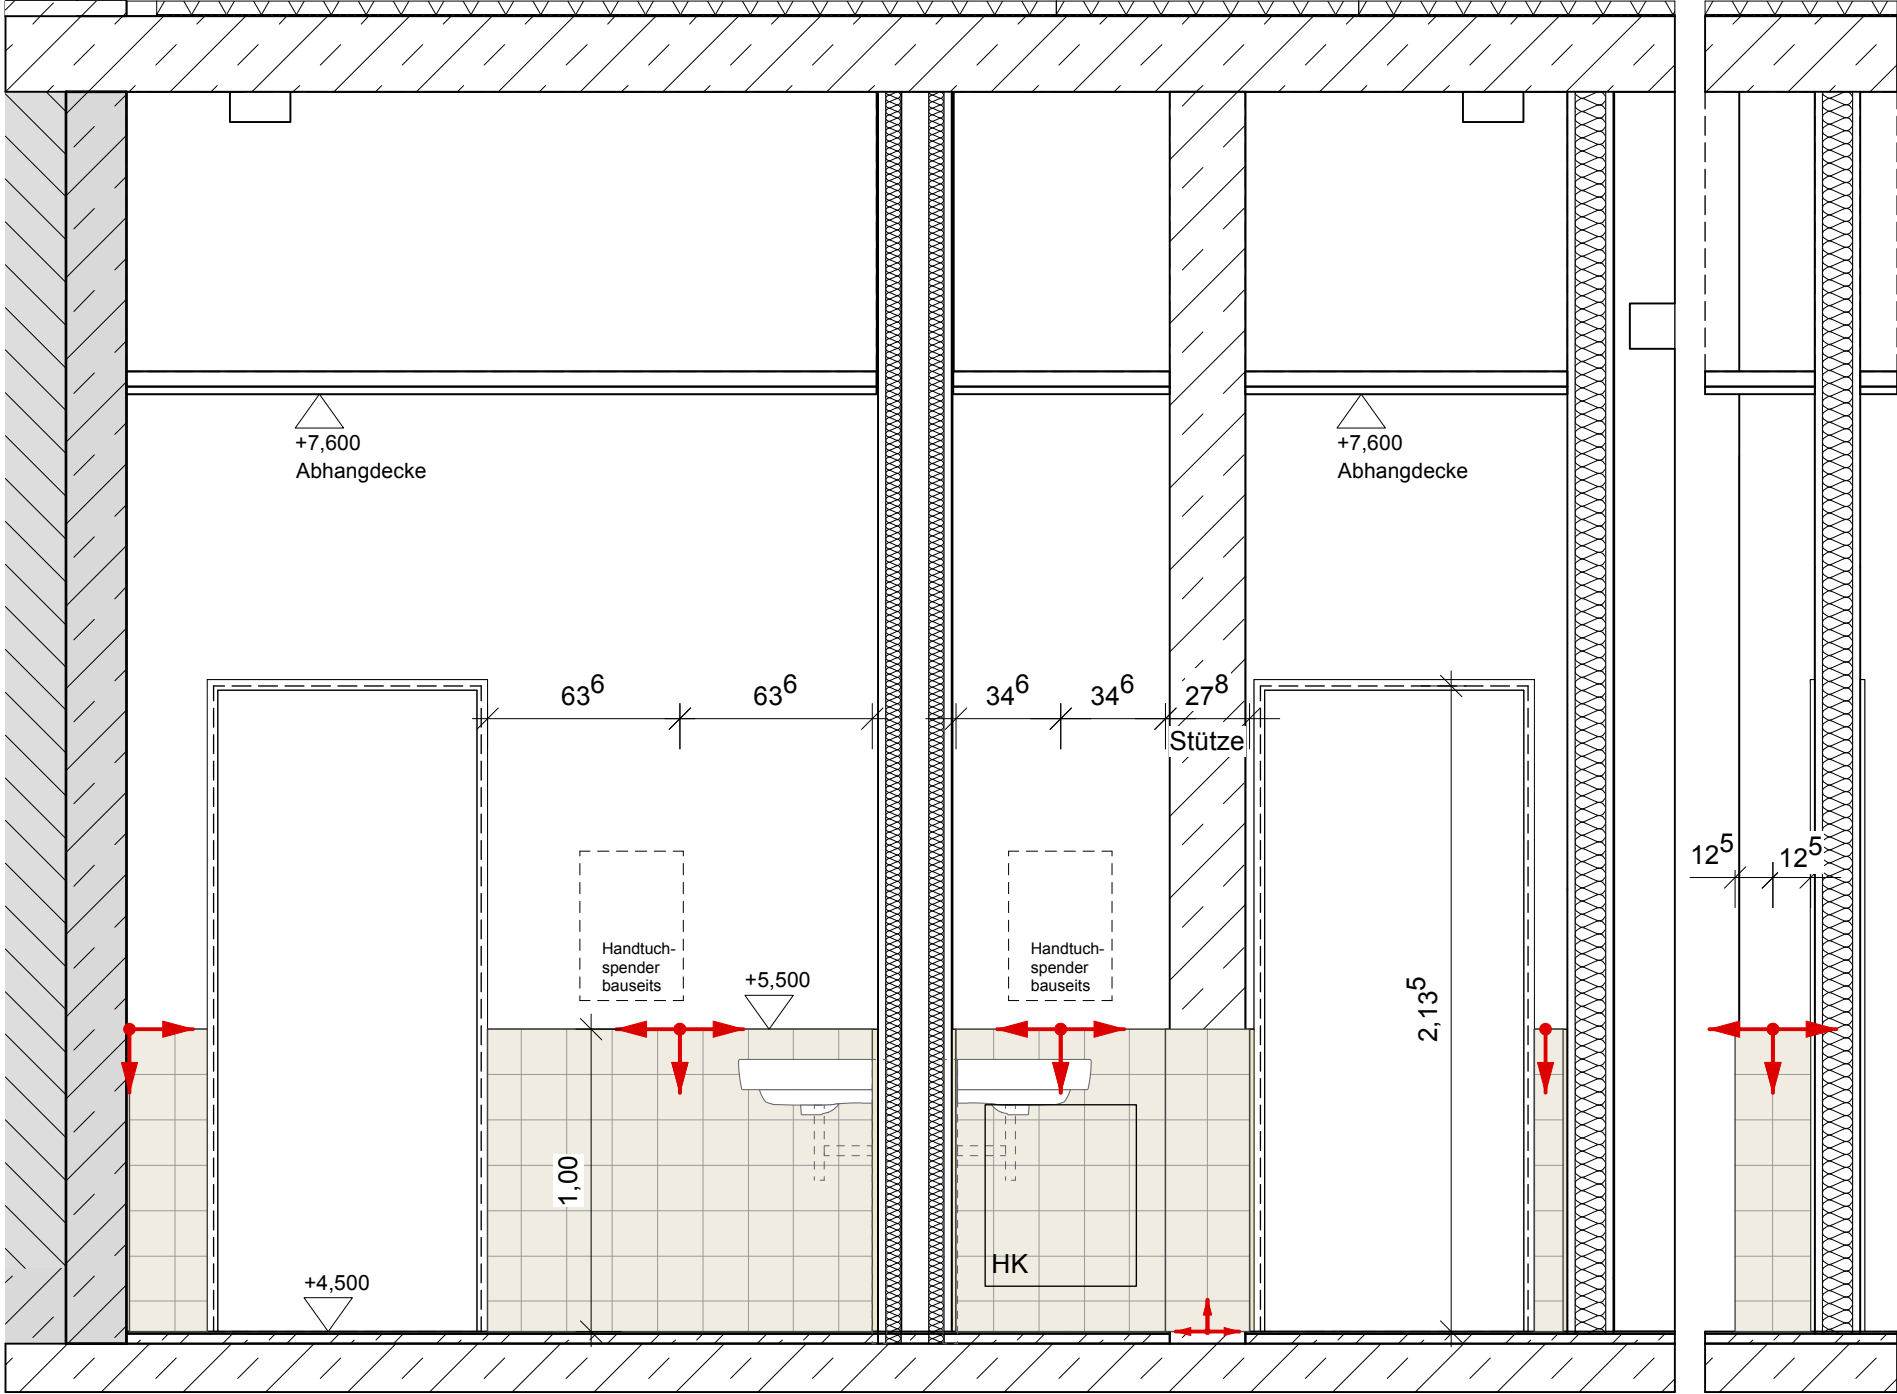 +7,600
Abhangdecke
+7,600
Abhangdecke
63⁶
63⁶
34⁶
34⁶
27⁸
Stütze
12⁵
12⁵
Handtuch-
spender
bauseits
Handtuch-
spender
bauseits
+5,500
2,13⁵
1,00
HK
+4,500